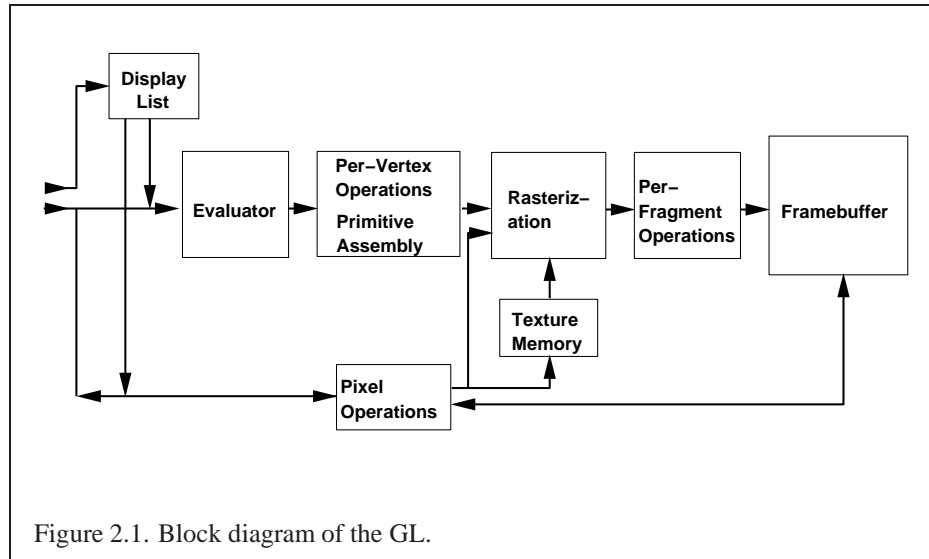 Display
List
Evaluator
Per−Vertex
Operations
Primitive
Assembly
Rasteriz−
ation
Per−
Fragment
Operations
Framebuffer
Texture
Memory
Pixel
Operations
Figure 2.1. Block diagram of the GL.